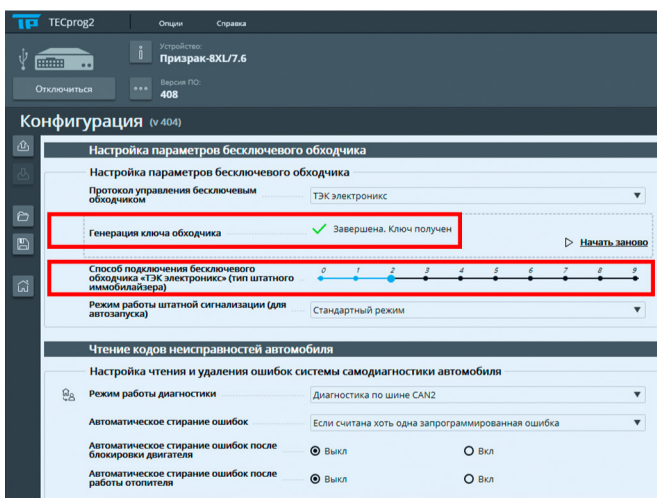 TECprog2 Опции Справка
Устройство:
Призрак-8XL/7.6
Отключиться
Версия ПО:
408
Конфигурация (v 404)
Настройка параметров бесключевого обходчика
Настройка параметров бесключевого обходчика
Протокол управления бесключевым
обходчиком
ТЭК электроникс
Генерация ключа обходчика
Завершена. Ключ получен
Начать заново
Способ подключения бесключевого
обходчика «ТЭК электроникс» (тип штатного
иммобилайзера)
0 1 2 3 4 5 6 7 8 9
Режим работы штатной сигнализации (для
автозапуска)
Стандартный режим
Чтение кодов неисправностей автомобиля
Настройка чтения и удаления ошибок системы самодиагностики автомобиля
Режим работы диагностики
Диагностика по шине CAN2
Автоматическое стирание ошибок
Если считана хоть одна запрограммированная ошибка
Автоматическое стирание ошибок после
блокировки двигателя
Выкл Вкл
Автоматическое стирание ошибок после
работы отопителя
Выкл Вкл